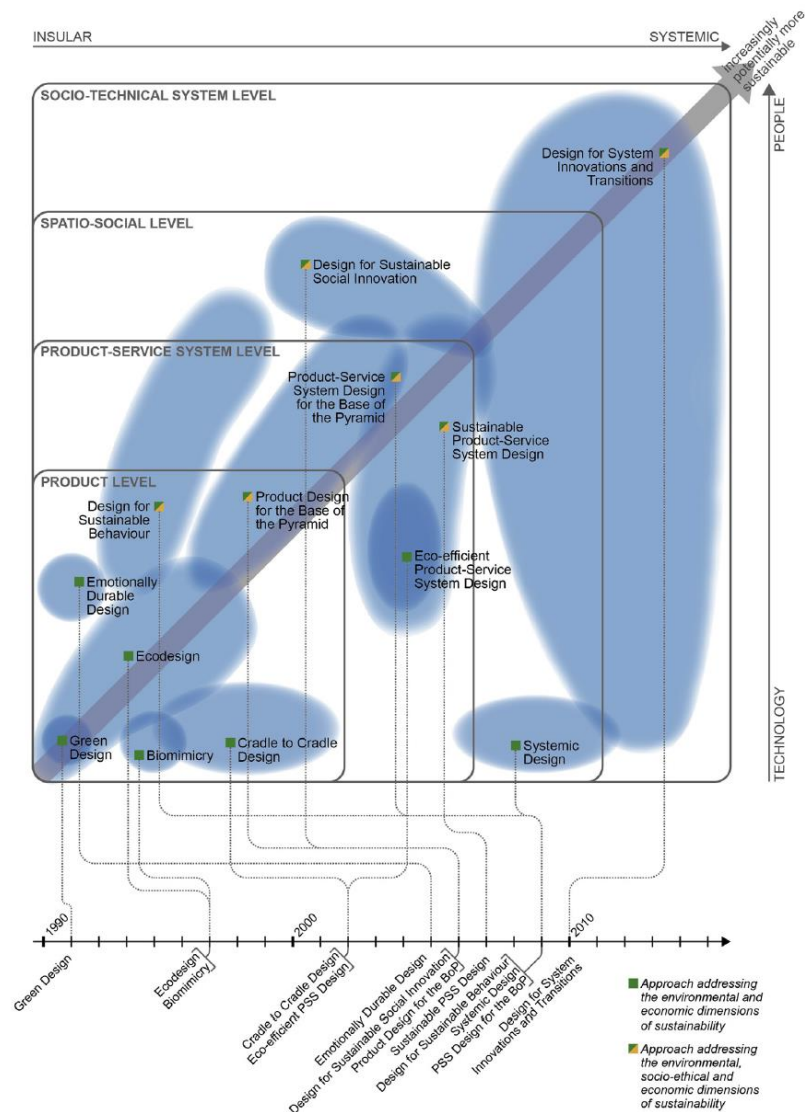 INSULAR
SYSTEMIC
Increasingly
potentially more
sustainable
SOCIO-TECHNICAL SYSTEM LEVEL
PEOPLE
Design for System
Innovations and
Transitions
SPATIO-SOCIAL LEVEL
Design for Sustainable
Social Innovation
PRODUCT-SERVICE SYSTEM LEVEL
Product-Service
System Design
for the Base of
the Pyramid
Sustainable
Product-Service
System Design
PRODUCT LEVEL
Design for
Sustainable
Behaviour
Product Design
for the Base of
the Pyramid
Eco-efficient
Product-Service
System Design
Emotionally
Durable
Design
Ecodesign
Green
Design
Biomimicry
Cradle to Cradle
Design
Systemic
Design
TECHNOLOGY
1990
2000
2010
Green Design
Ecodesign
Biomimicry
Cradle to Cradle Design
Eco-efficient PSS Design
Emotionally Durable Design
Design for Sustainable Social Innovation
Product Design for the BoP
Sustainable PSS Design
Design for Sustainable Behaviour
Systemic Design
PSS Design for the BoP
Design for System
Innovations and Transitions
Approach addressing
the environmental and
economic dimensions
of sustainability
Approach addressing
the environmental,
socio-ethical and
economic dimensions
of sustainability